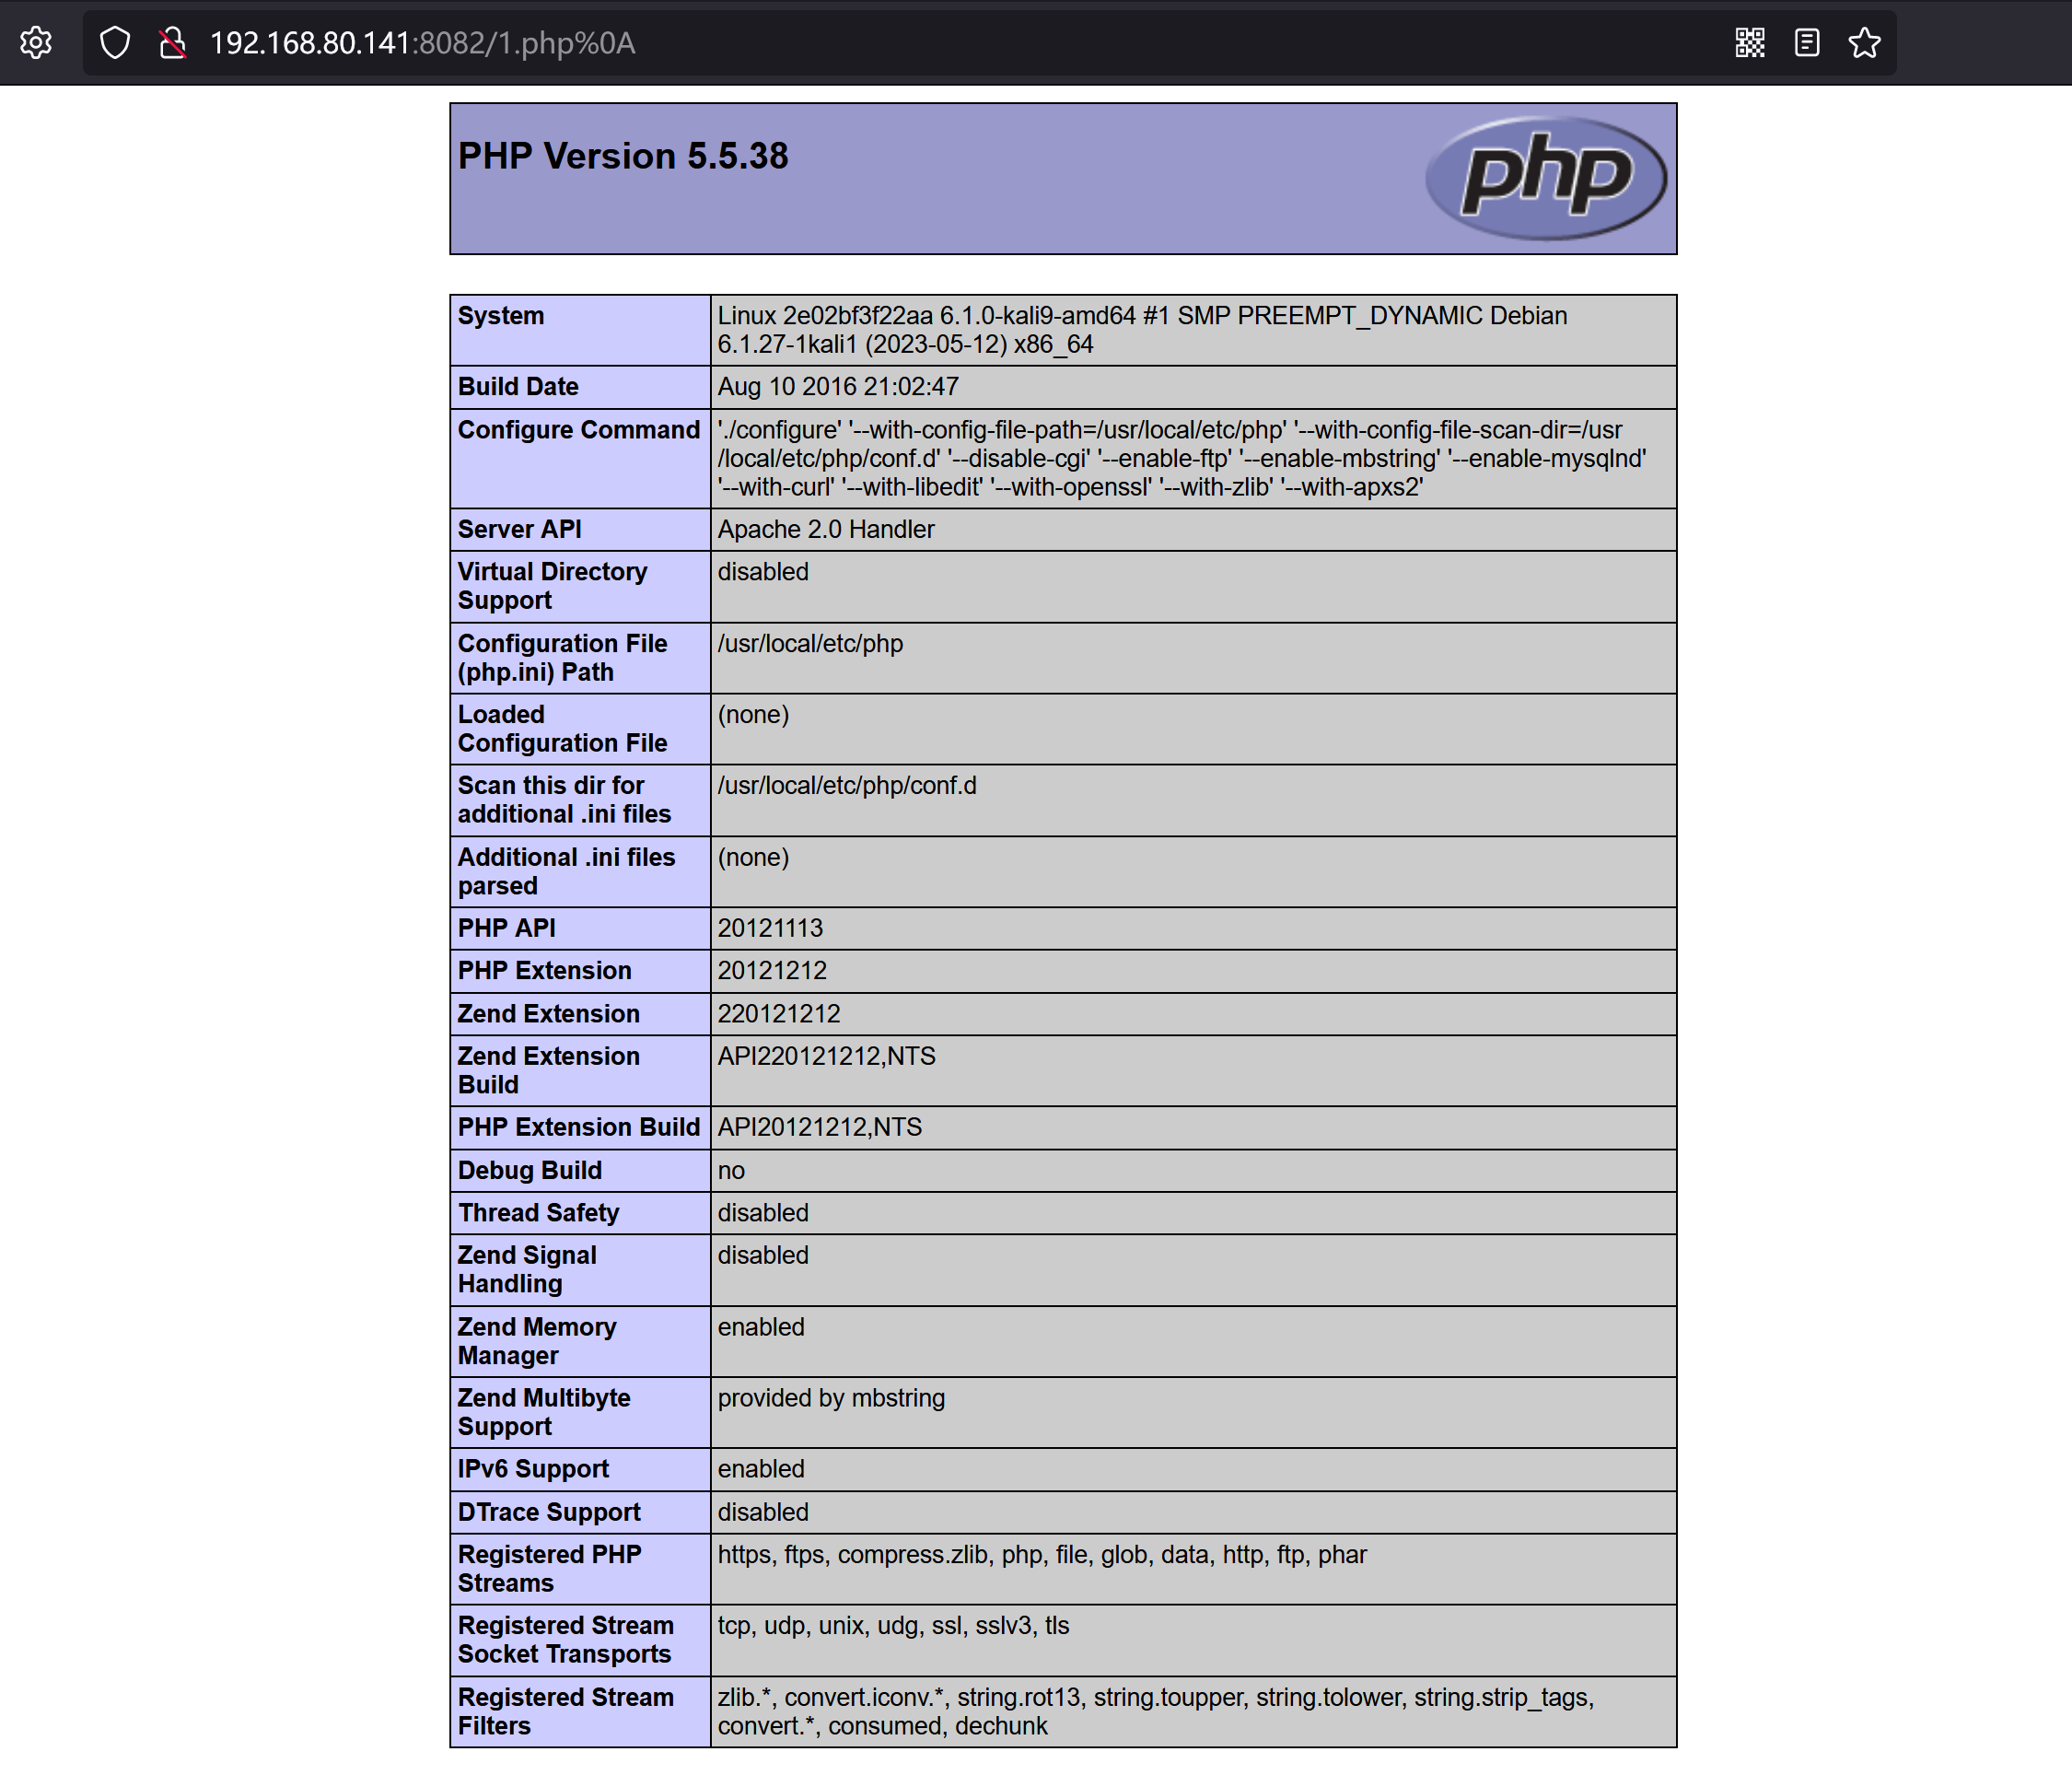 192.168.80.141:8082/1.php%0A
PHP Version 5.5.38
php
System
Linux 2e02bf3f22aa 6.1.0-kali9-amd64 #1 SMP PREEMPT_DYNAMIC Debian
6.1.27-1kali1 (2023-05-12) x86_64
Build Date
Aug 10 2016 21:02:47
Configure Command
'./configure' '--with-config-file-path=/usr/local/etc/php' '--with-config-file-scan-dir=/usr
/local/etc/php/conf.d' '--disable-cgi' '--enable-ftp' '--enable-mbstring' '--enable-mysqlnd'
'--with-curl' '--with-libedit' '--with-openssl' '--with-zlib' '--with-apxs2'
Server API
Apache 2.0 Handler
Virtual Directory
Support
disabled
Configuration File
(php.ini) Path
/usr/local/etc/php
Loaded
Configuration File
(none)
Scan this dir for
additional .ini files
/usr/local/etc/php/conf.d
Additional .ini files
parsed
(none)
PHP API
20121113
PHP Extension
20121212
Zend Extension
220121212
Zend Extension
Build
API220121212,NTS
PHP Extension Build
API20121212,NTS
Debug Build
no
Thread Safety
disabled
Zend Signal
Handling
disabled
Zend Memory
Manager
enabled
Zend Multibyte
Support
provided by mbstring
IPv6 Support
enabled
DTrace Support
disabled
Registered PHP
Streams
https, ftps, compress.zlib, php, file, glob, data, http, ftp, phar
Registered Stream
Socket Transports
tcp, udp, unix, udg, ssl, sslv3, tls
Registered Stream
Filters
zlib.*, convert.iconv.*, string.rot13, string.toupper, string.tolower, string.strip_tags,
convert.*, consumed, dechunk